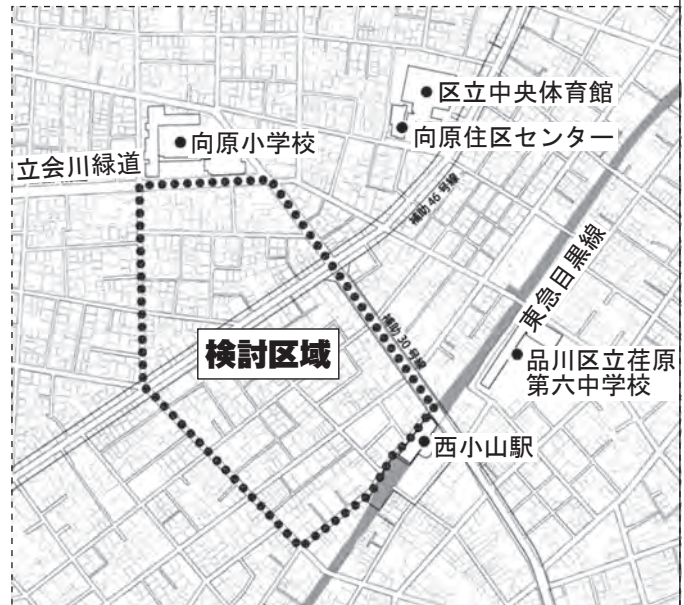 区立中央体育館
向原小学校
向原住区センター
立会川緑道
補助46号線
東急目黒線
補助30号線
検討区域
品川区立荏原
第六中学校
西小山駅